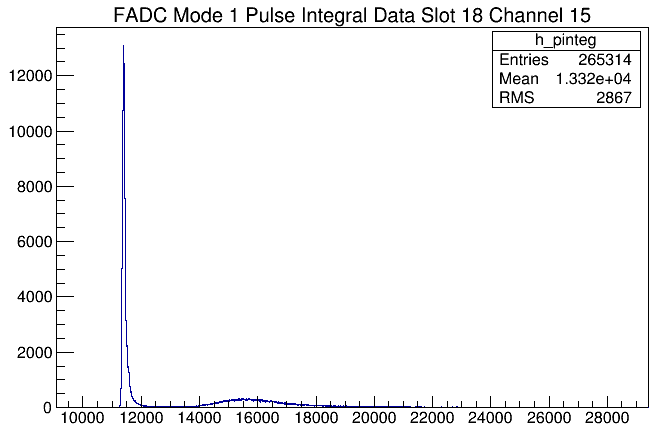 FADC Mode 1 Pulse Integral Data Slot 18 Channel 15
h_pinteg
Entries 265314
Mean 1.332e+04
RMS 2867
12000
10000
8000
6000
4000
2000
0
10000 12000 14000 16000 18000 20000 22000 24000 26000 28000